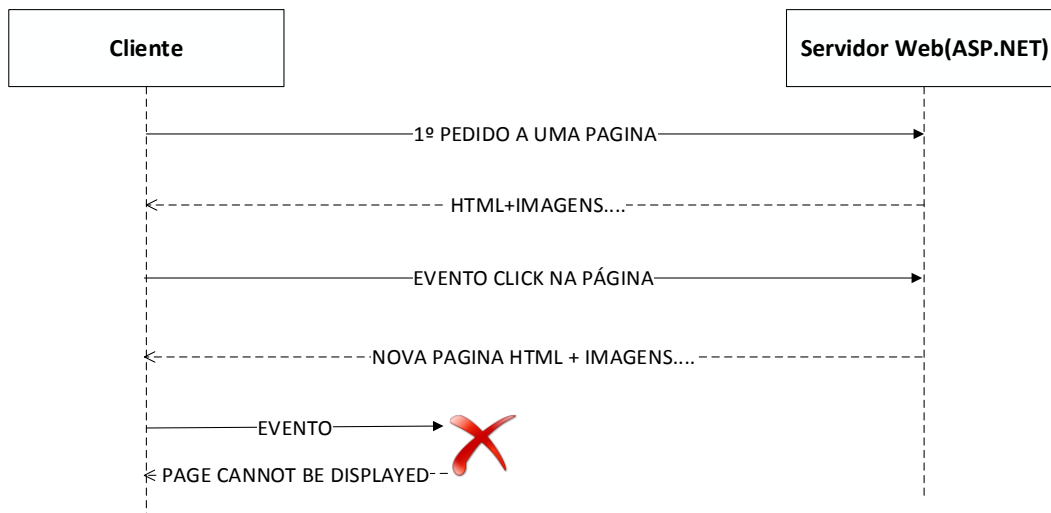 Cliente
Servidor Web(ASP.NET)
1º PEDIDO A UMA PAGINA
HTML+IMAGENS....
EVENTO CLICK NA PÁGINA
NOVA PAGINA HTML + IMAGENS....
EVENTO
PAGE CANNOT BE DISPLAYED